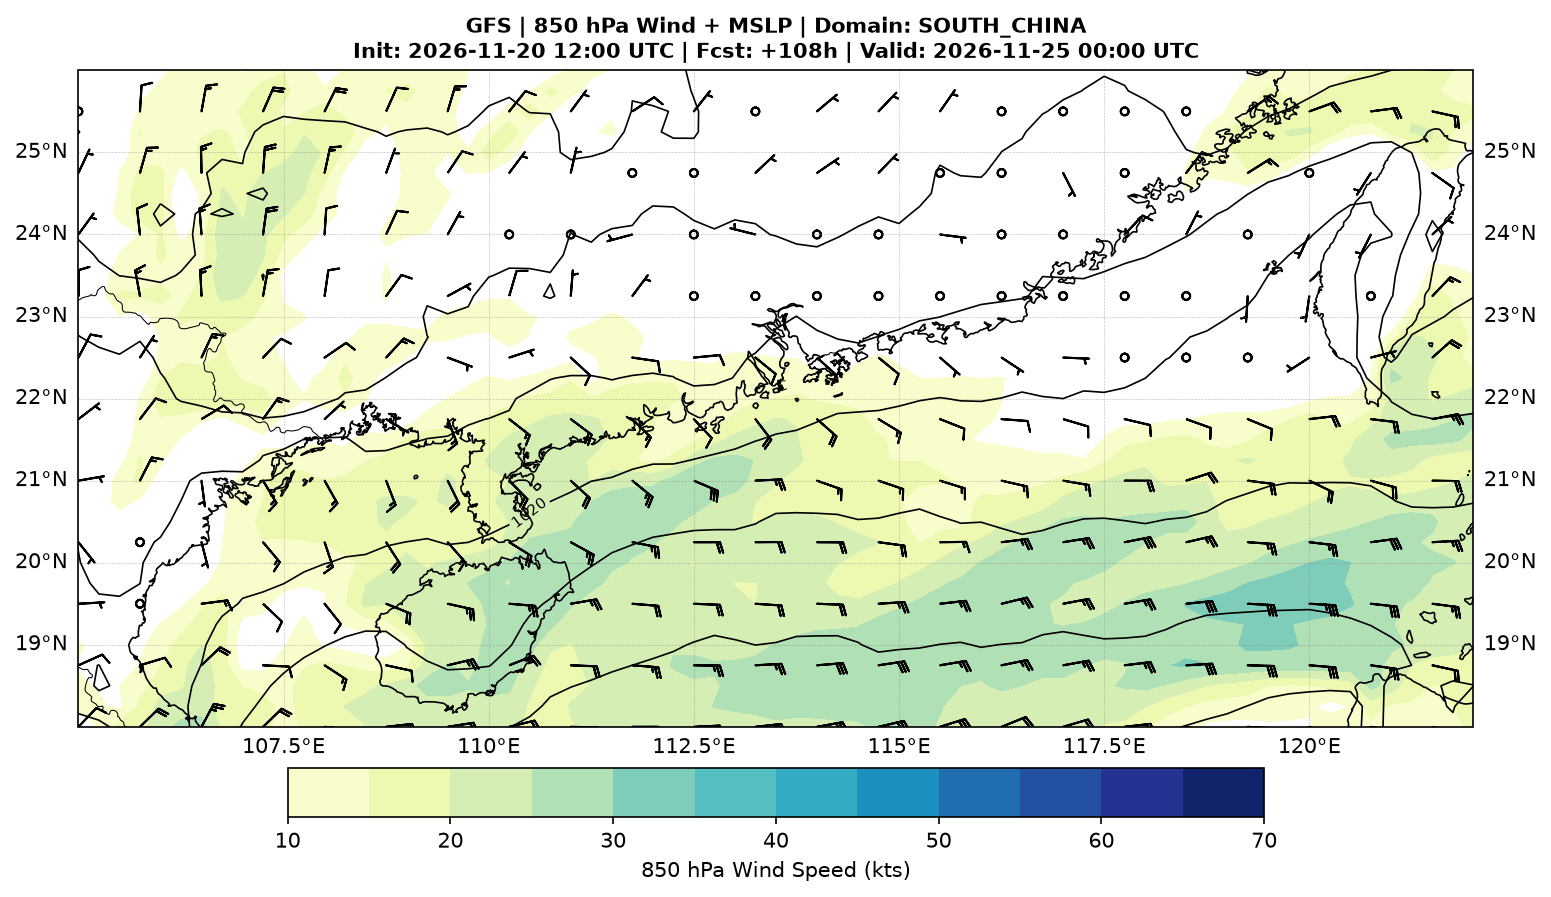 GFS | 850 hPa Wind + MSLP | Domain: SOUTH_CHINA
Init: 2026-11-20 12:00 UTC | Fcst: +108h | Valid: 2026-11-25 00:00 UTC
25°N 25°N
24°N 24°N
23°N 23°N
22°N 22°N
21°N 21°N
1020
20°N 20°N
19°N 19°N
107.5°E 110°E 112.5°E 115°E 117.5°E 120°E
10 20 30 40 50 60 70
850 hPa Wind Speed (kts)